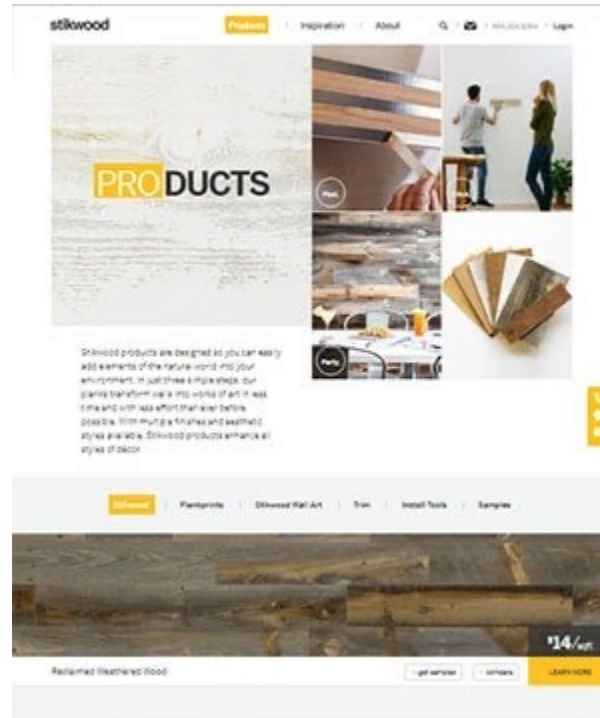 stikwood
Products Inspiration About Login
PRODUCTS
Peel
Party
Stikwood products are designed so you can easily
add elements of the natural world into your
environment. In just three simple steps, our
planks transform walls into works of art in less
time and with less effort than ever before
possible. With multiple finishes and aesthetic
styles available, Stikwood products enhance all
styles of décor
Stikwood Plankprints Stikwood Wall Art Trim Install Tools Samples
$14/sqft
Reclaimed Weathered Wood
get samples compare LEARN MORE